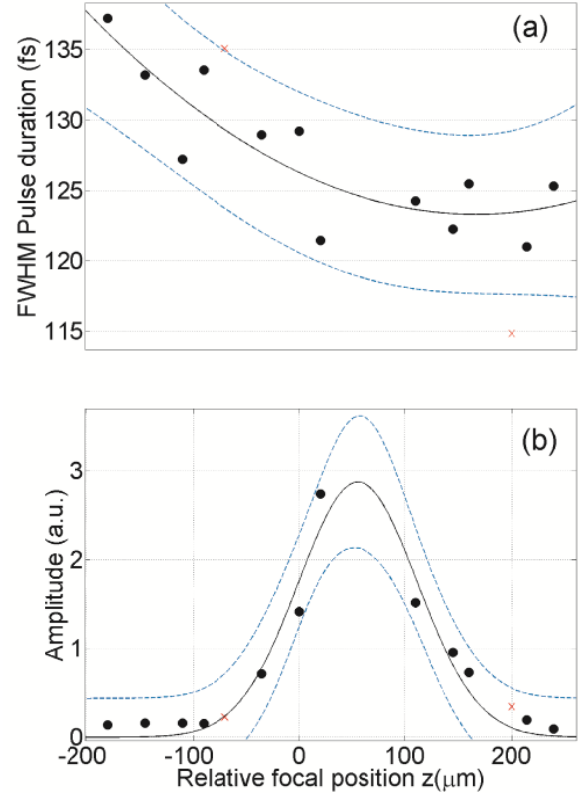 (a)
FWHM Pulse duration (fs)
135
130
125
120
115
(b)
Amplitude (a.u.)
3
2
1
0
-200 -100 0 100 200
Relative focal position z(μm)